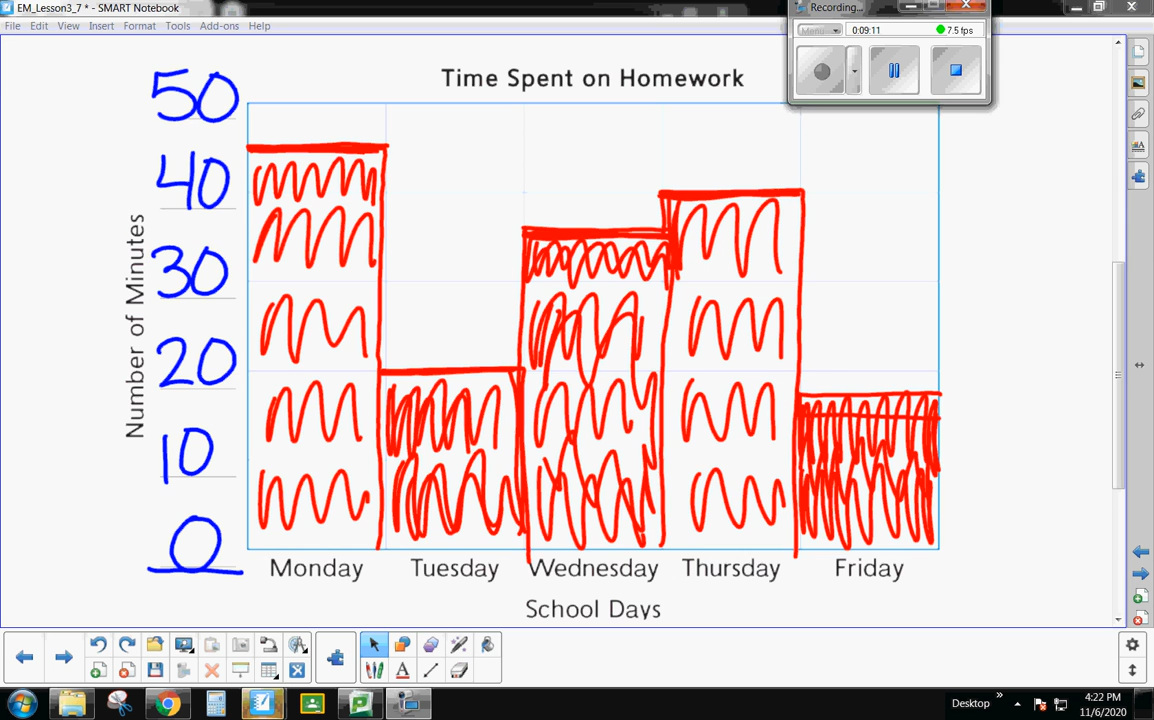 EM_Lesson3_7 * - SMART Notebook
File Edit View Insert Format Tools Add-ons Help
Recording...
Menu 0:09:11 7.5 fps
Time Spent on Homework
50
40
30
20
10
0
Number of Minutes
Monday Tuesday Wednesday Thursday Friday
School Days
Desktop » 4:22 PM
11/6/2020